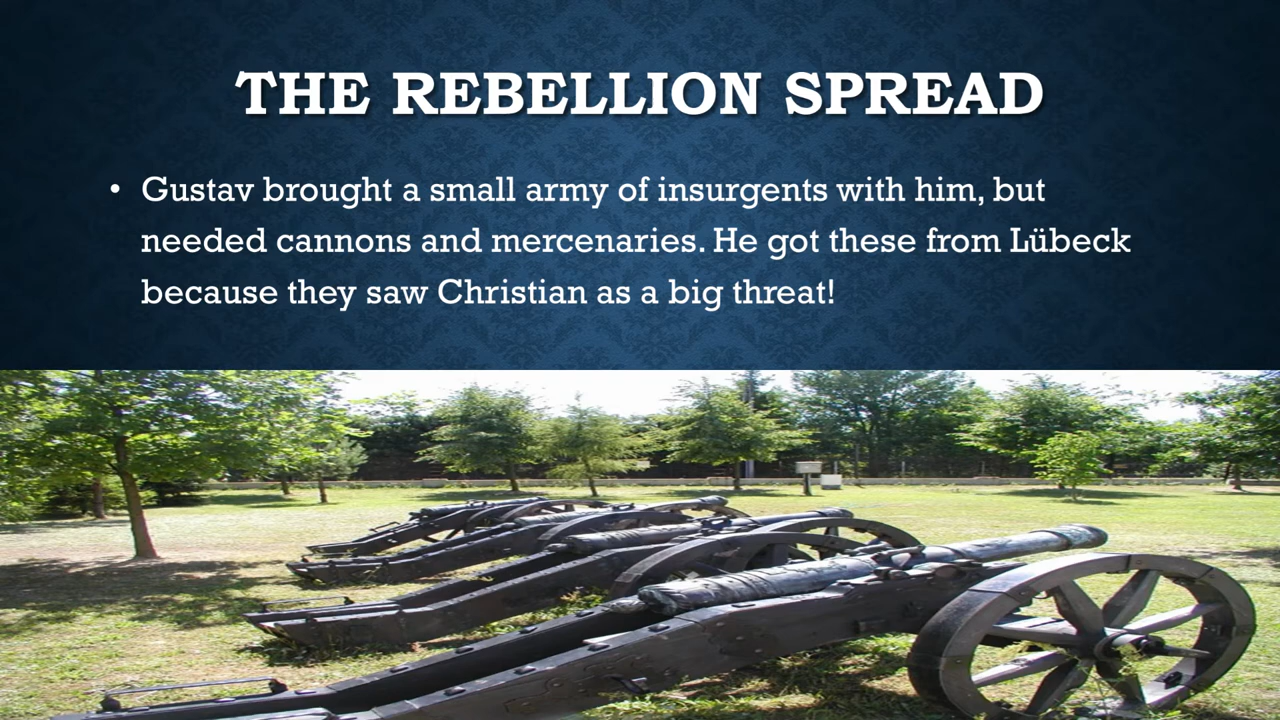 THE REBELLION SPREAD
• Gustav brought a small army of insurgents with him, but
needed cannons and mercenaries. He got these from Lübeck
because they saw Christian as a big threat!